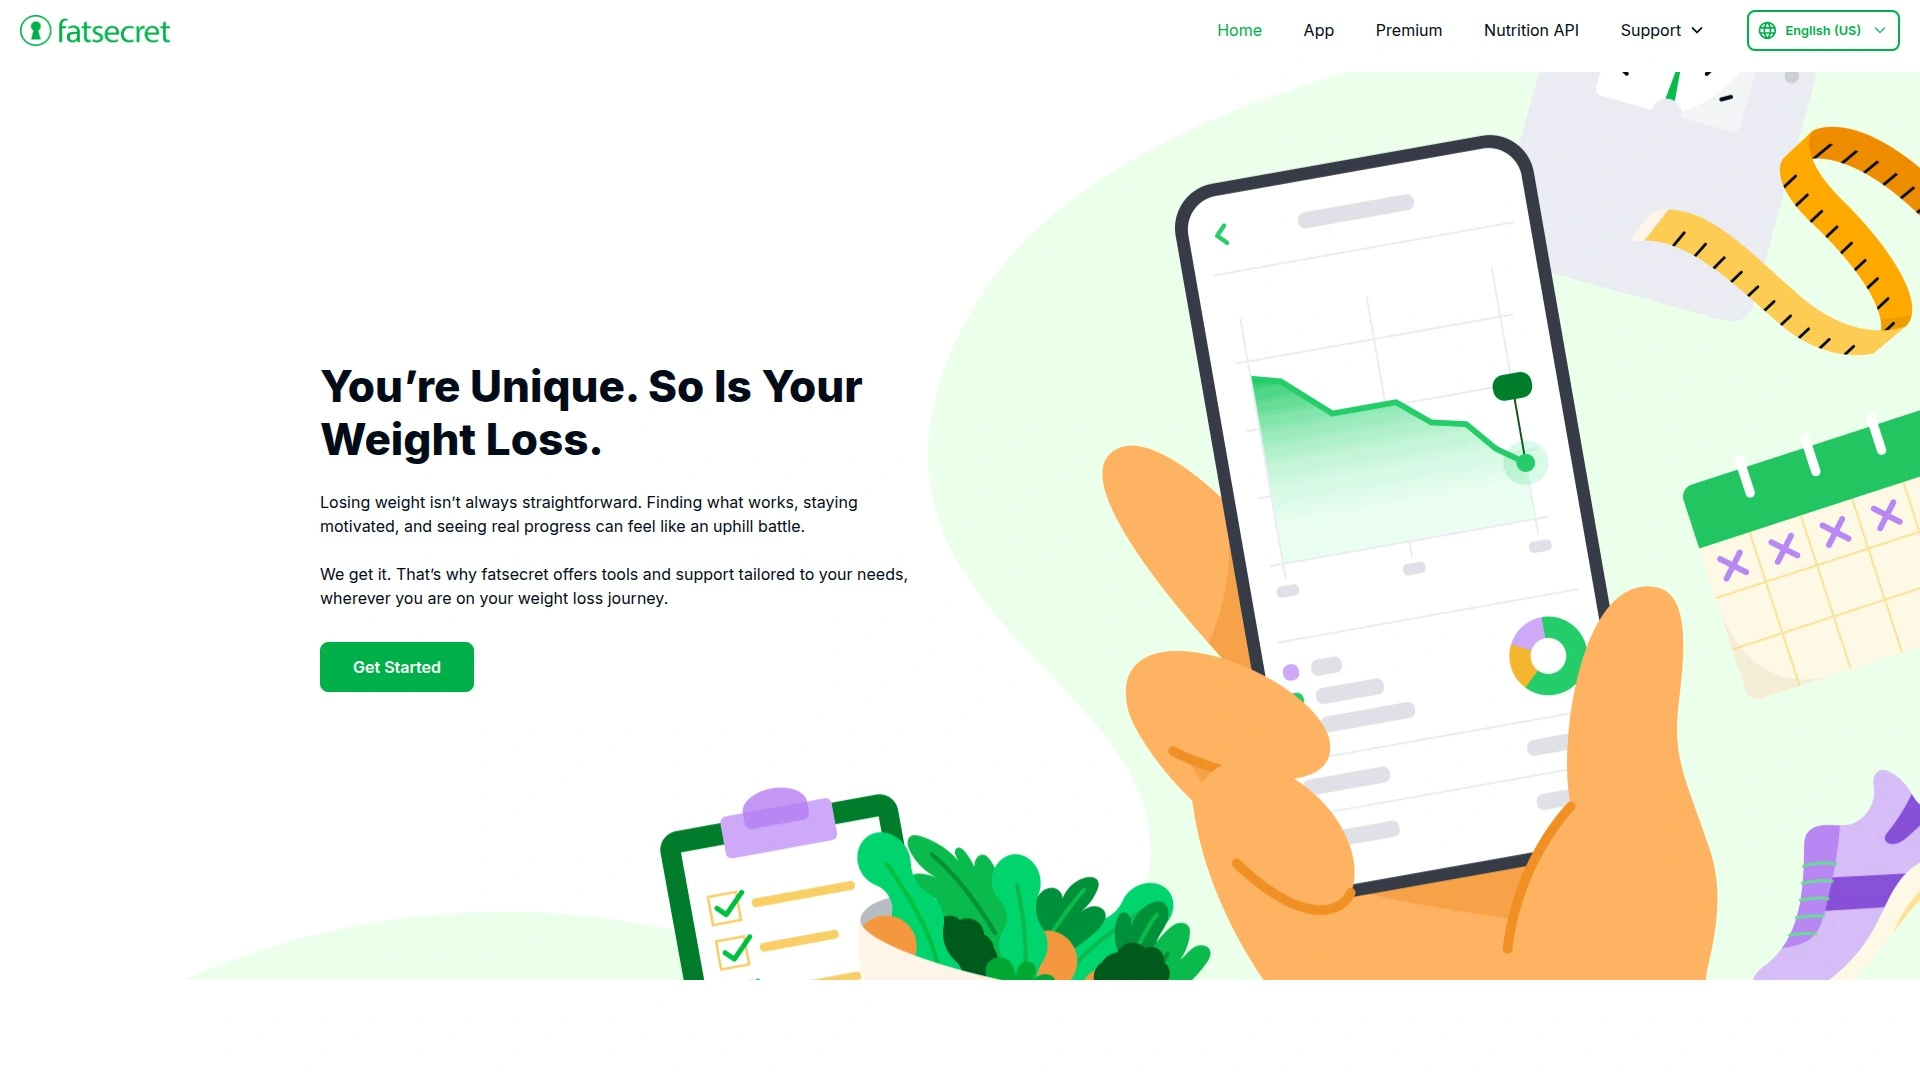 fatsecret
Home
App
Premium
Nutrition API
Support
English (US)
You’re Unique. So Is Your
Weight Loss.
Losing weight isn’t always straightforward. Finding what works, staying
motivated, and seeing real progress can feel like an uphill battle.
We get it. That’s why fatsecret offers tools and support tailored to your needs,
wherever you are on your weight loss journey.
Get Started